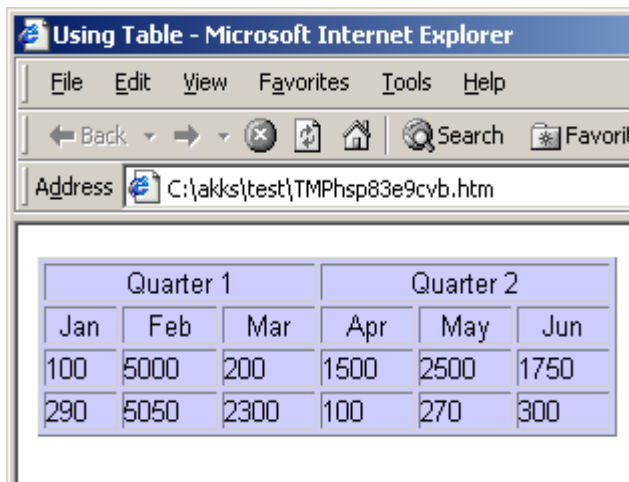 Using Table - Microsoft Internet Explorer
File Edit View Favorites Tools Help
Back Search Favorit
Address C:\akks\test\TMPhsp83e9cvb.htm
Quarter 1 Quarter 2
Jan Feb Mar Apr May Jun
100 5000 200 1500 2500 1750
290 5050 2300 100 270 300